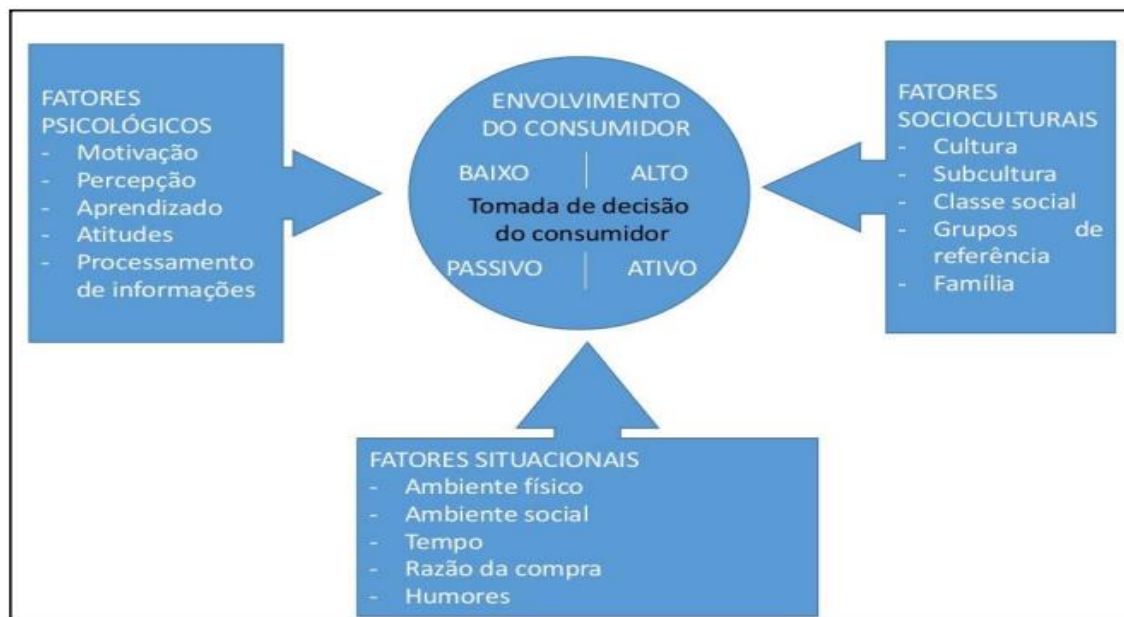 FATORES
PSICOLÓGICOS
- Motivação
- Percepção
- Aprendizado
- Atitudes
- Processamento
de informações
ENVOLVIMENTO
DO CONSUMIDOR
BAIXO | ALTO
Tomada de decisão
do consumidor
PASSIVO | ATIVO
FATORES
SOCIOCULTURAIS
- Cultura
- Subcultura
- Classe social
- Grupos de
referência
- Família
FATORES SITUACIONAIS
- Ambiente físico
- Ambiente social
- Tempo
- Razão da compra
- Humores